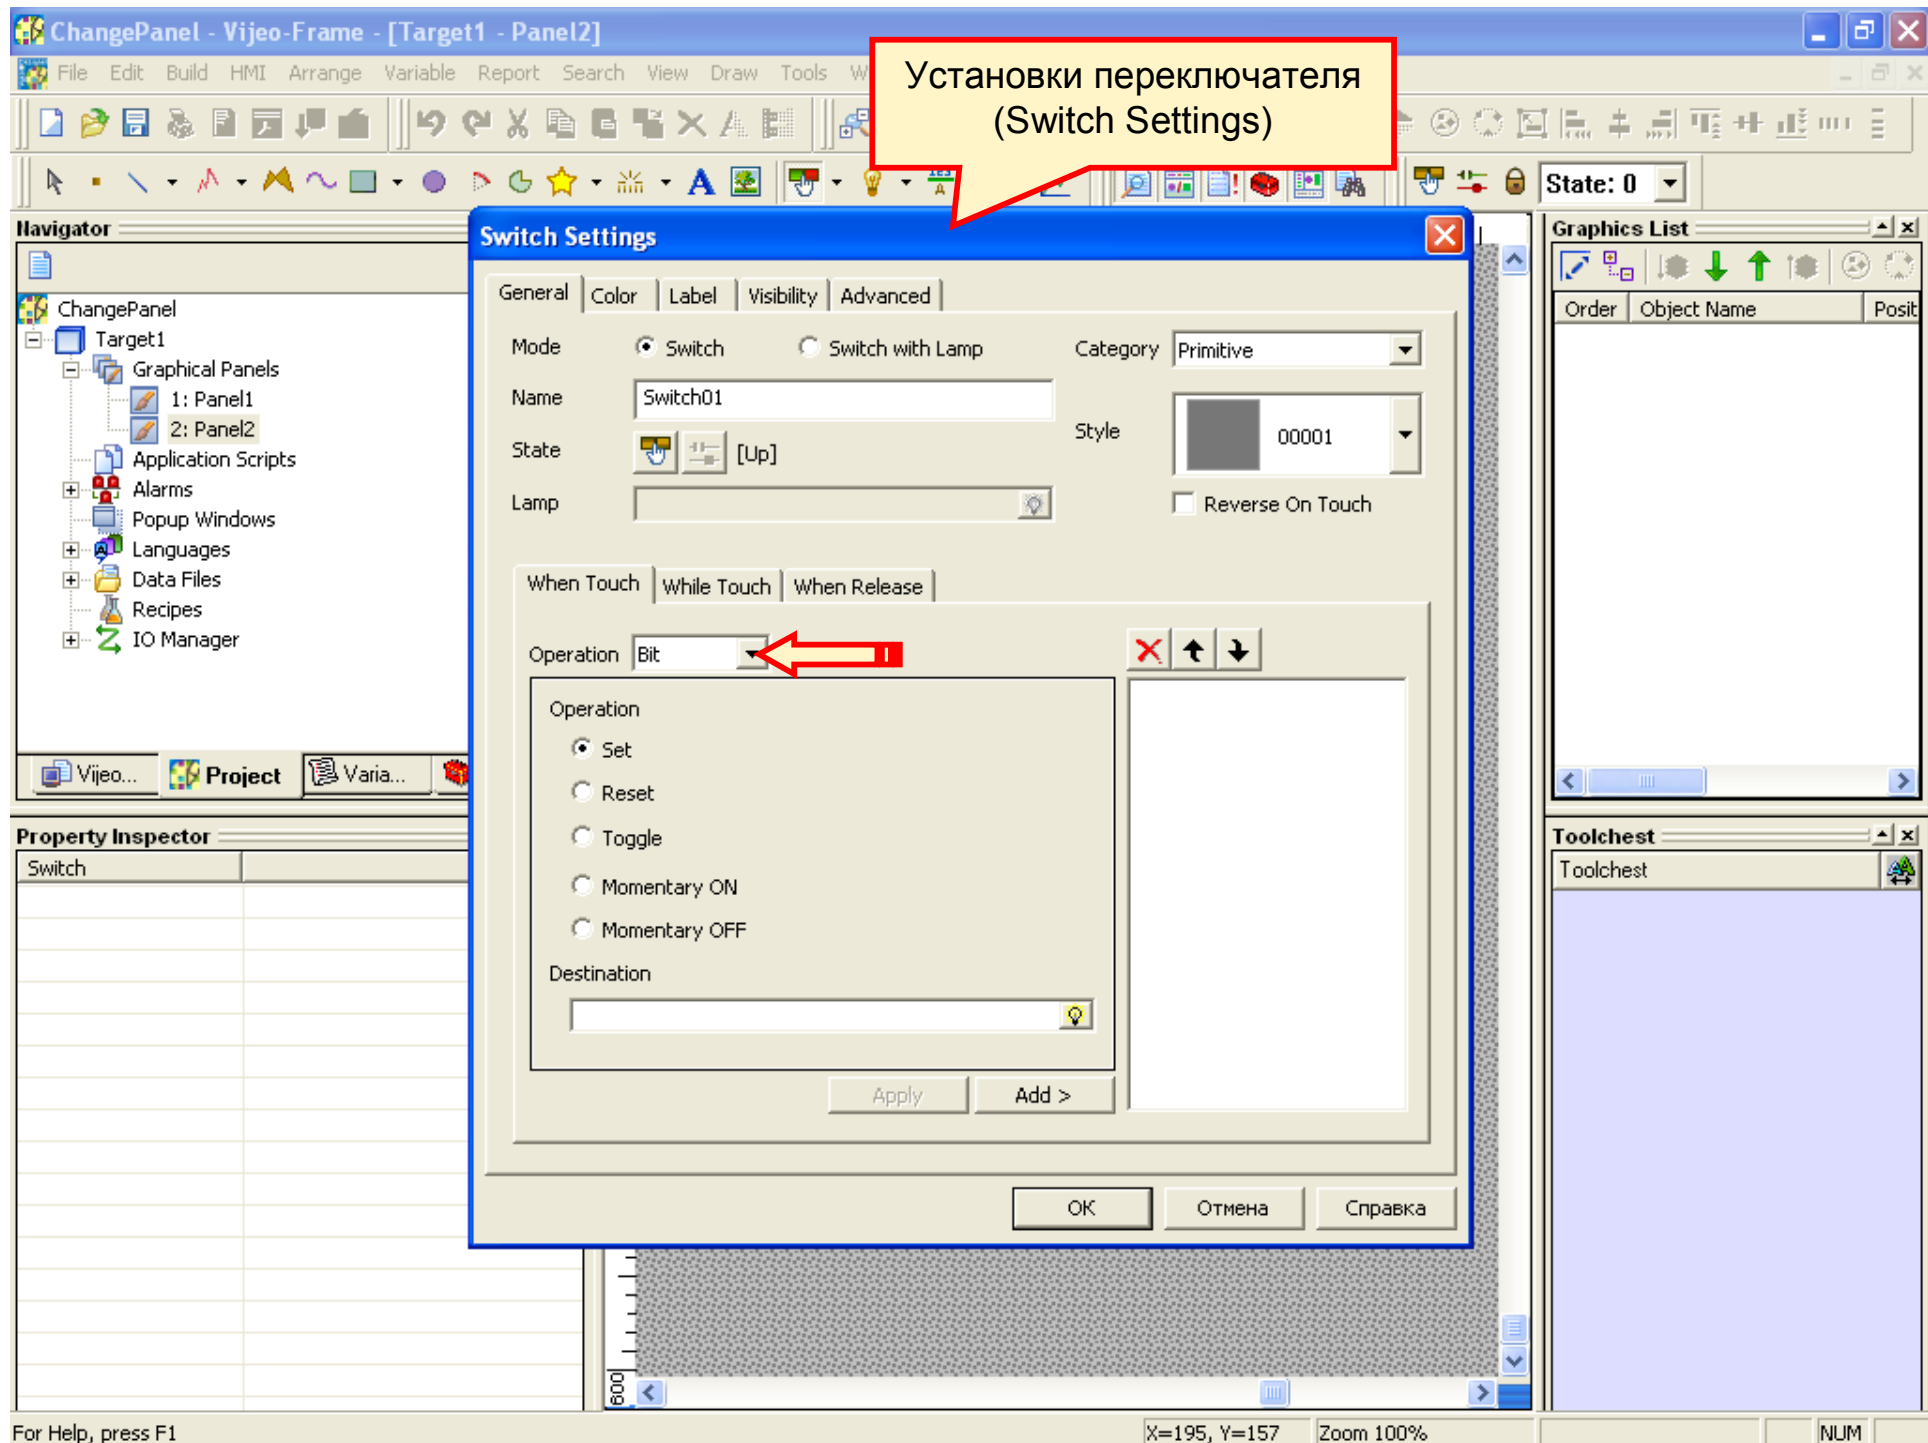 ChangePanel - Vijeo-Frame - [Target1 - Panel2]
File Edit Build HMI Arrange Variable Report Search View Draw Tools W
Установки переключателя
(Switch Settings)
State: 0
Navigator
ChangePanel
Target1
Graphical Panels
1: Panel1
2: Panel2
Application Scripts
Alarms
Popup Windows
Languages
Data Files
Recipes
IO Manager
Vijeo... Project Varia...
Property Inspector
Switch
Switch Settings
General Color Label Visibility Advanced
Mode Switch Switch with Lamp Category Primitive
Name Switch01
Style 00001
State [Up]
Lamp Reverse On Touch
When Touch While Touch When Release
Operation Bit
Operation
Set
Reset
Toggle
Momentary ON
Momentary OFF
Destination
Apply Add >
ОК Отмена Справка
Graphics List
Order Object Name Posit
Toolchest
Toolchest
600
For Help, press F1 X=195, Y=157 Zoom 100% NUM